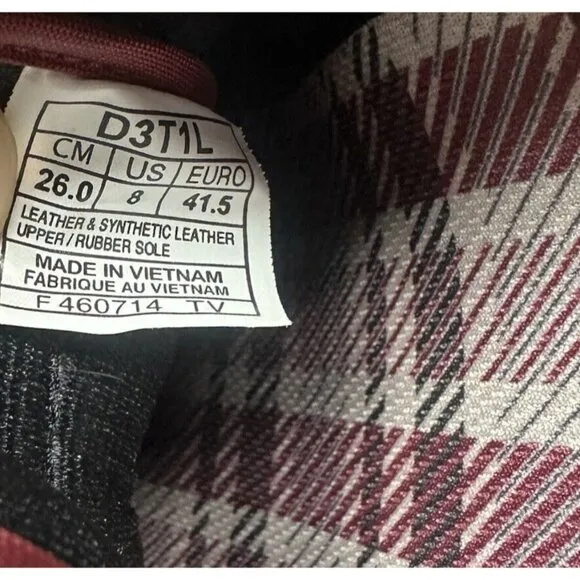 D3T1L
CM US EURO
26.0 8 41.5
LEATHER & SYNTHETIC LEATHER
UPPER / RUBBER SOLE
MADE IN VIETNAM
FABRIQUE AU VIETNAM
F 460714 TV